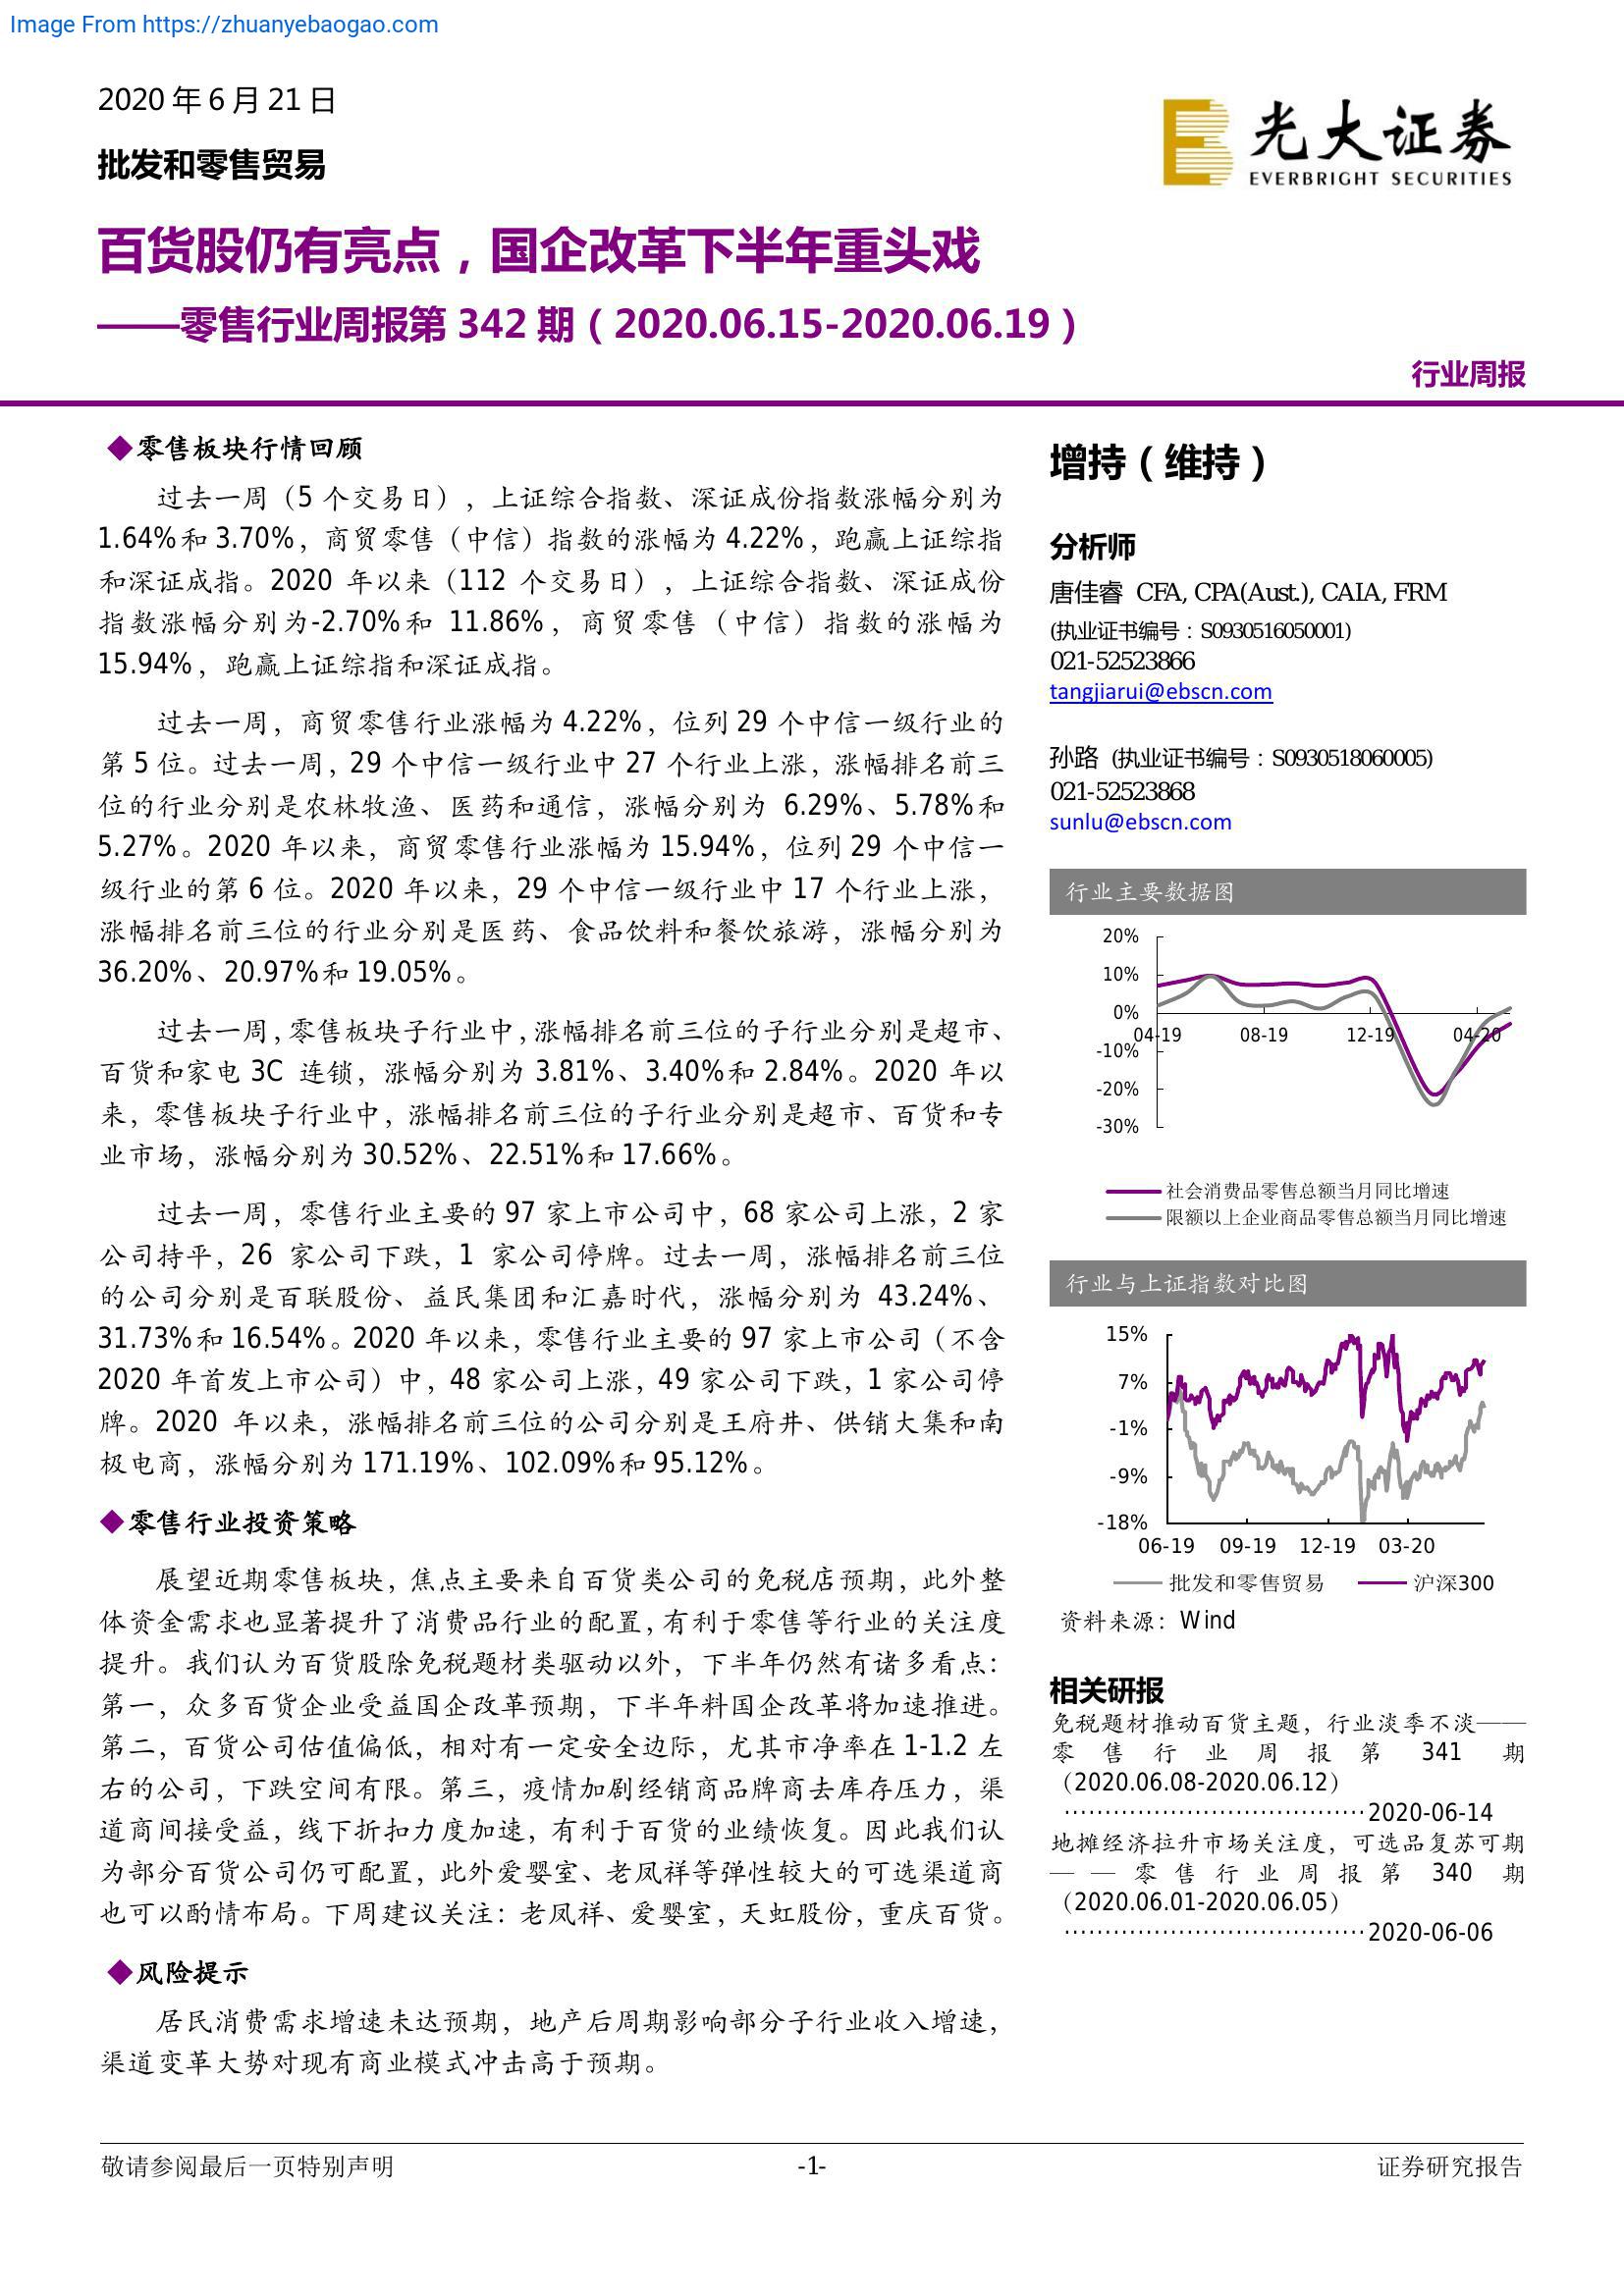 Image From https://zhuanyebaogao.com
2020 年 6 月 21 日
批发和零售贸易
光大证券
EVERBRIGHT SECURITIES
百货股仍有亮点，国企改革下半年重头戏
——零售行业周报第 342 期（2020.06.15-2020.06.19）
行业周报
◆零售板块行情回顾
过去一周（5 个交易日），上证综合指数、深证成份指数涨幅分别为
1.64%和 3.70%，商贸零售（中信）指数的涨幅为 4.22%，跑赢上证综指
和深证成指。2020 年以来（112 个交易日），上证综合指数、深证成份
指数涨幅分别为-2.70%和 11.86%，商贸零售（中信）指数的涨幅为
15.94%，跑赢上证综指和深证成指。
过去一周，商贸零售行业涨幅为 4.22%，位列 29 个中信一级行业的
第 5 位。过去一周，29 个中信一级行业中 27 个行业上涨，涨幅排名前三
位的行业分别是农林牧渔、医药和通信，涨幅分别为 6.29%、5.78%和
5.27%。2020 年以来，商贸零售行业涨幅为 15.94%，位列 29 个中信一
级行业的第 6 位。2020 年以来，29 个中信一级行业中 17 个行业上涨，
涨幅排名前三位的行业分别是医药、食品饮料和餐饮旅游，涨幅分别为
36.20%、20.97%和 19.05%。
过去一周，零售板块子行业中，涨幅排名前三位的子行业分别是超市、
百货和家电 3C 连锁，涨幅分别为 3.81%、3.40%和 2.84%。2020 年以
来，零售板块子行业中，涨幅排名前三位的子行业分别是超市、百货和专
业市场，涨幅分别为 30.52%、22.51%和 17.66%。
过去一周，零售行业主要的 97 家上市公司中，68 家公司上涨，2 家
公司持平，26 家公司下跌，1 家公司停牌。过去一周，涨幅排名前三位
的公司分别是百联股份、益民集团和汇嘉时代，涨幅分别为 43.24%、
31.73%和 16.54%。2020 年以来，零售行业主要的 97 家上市公司（不含
2020 年首发上市公司）中，48 家公司上涨，49 家公司下跌，1 家公司停
牌。2020 年以来，涨幅排名前三位的公司分别是王府井、供销大集和南
极电商，涨幅分别为 171.19%、102.09%和 95.12%。
◆零售行业投资策略
展望近期零售板块，焦点主要来自百货类公司的免税店预期，此外整
体资金需求也显著提升了消费品行业的配置，有利于零售等行业的关注度
提升。我们认为百货股除免税题材类驱动以外，下半年仍然有诸多看点：
第一，众多百货企业受益国企改革预期，下半年料国企改革将加速推进。
第二，百货公司估值偏低，相对有一定安全边际，尤其市净率在 1-1.2 左
右的公司，下跌空间有限。第三，疫情加剧经销商品牌商去库存压力，渠
道商间接受益，线下折扣力度加速，有利于百货的业绩恢复。因此我们认
为部分百货公司仍可配置，此外爱婴室、老凤祥等弹性较大的可选渠道商
也可以酌情布局。下周建议关注：老凤祥、爱婴室，天虹股份，重庆百货。
◆风险提示
居民消费需求增速未达预期，地产后周期影响部分子行业收入增速，
渠道变革大势对现有商业模式冲击高于预期。
增持（维持）
分析师
唐佳睿 CFA, CPA(Aust.), CAIA, FRM
(执业证书编号：S0930516050001)
021-52523866
tangjiarui@ebscn.com
孙路 (执业证书编号：S0930518060005)
021-52523868
sunlu@ebscn.com
行业主要数据图
20%
10%
0%
-10%
-20%
-30%
04-19 08-19 12-19 04-20
社会消费品零售总额当月同比增速
限额以上企业商品零售总额当月同比增速
行业与上证指数对比图
15%
7%
-1%
-9%
-18%
06-19 09-19 12-19 03-20
批发和零售贸易 沪深300
资料来源：Wind
相关研报
免税题材推动百货主题，行业淡季不淡——
零售行业周报第 341 期
（2020.06.08-2020.06.12）
····································2020-06-14
地摊经济拉升市场关注度，可选品复苏可期
——零售行业周报第 340 期
（2020.06.01-2020.06.05）
····································2020-06-06
敬请参阅最后一页特别声明 -1- 证券研究报告